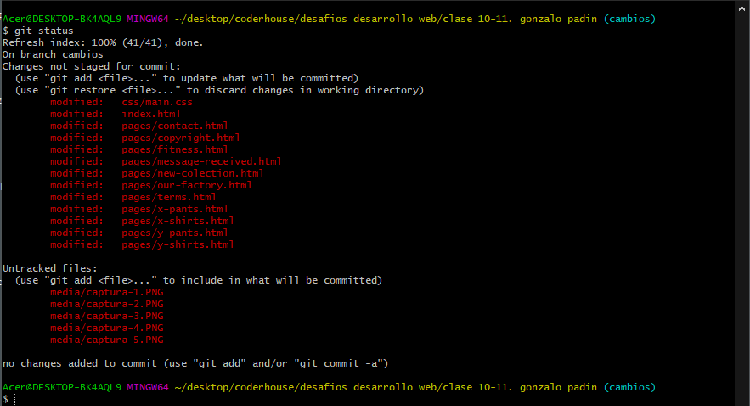 Acer@DESKTOP-BK4AQL9 MINGW64 ~/desktop/coderhouse/desafios desarrollo web/clase 10-11. gonzalo padin (cambios)
$ git status
Refresh index: 100% (41/41), done.
On branch cambios
Changes not staged for commit:
(use "git add <file>..." to update what will be committed)
(use "git restore <file>..." to discard changes in working directory)
modified: css/main.css
modified: index.html
modified: pages/contact.html
modified: pages/copyright.html
modified: pages/fitness.html
modified: pages/message-received.html
modified: pages/new-colection.html
modified: pages/our-factory.html
modified: pages/terms.html
modified: pages/x-pants.html
modified: pages/x-shirts.html
modified: pages/y-pants.html
modified: pages/y-shirts.html
Untracked files:
(use "git add <file>..." to include in what will be committed)
media/captura-1.PNG
media/captura-2.PNG
media/captura-3.PNG
media/captura-4.PNG
media/captura-5.PNG
no changes added to commit (use "git add" and/or "git commit -a")
Acer@DESKTOP-BK4AQL9 MINGW64 ~/desktop/coderhouse/desafios desarrollo web/clase 10-11. gonzalo padin (cambios)
$